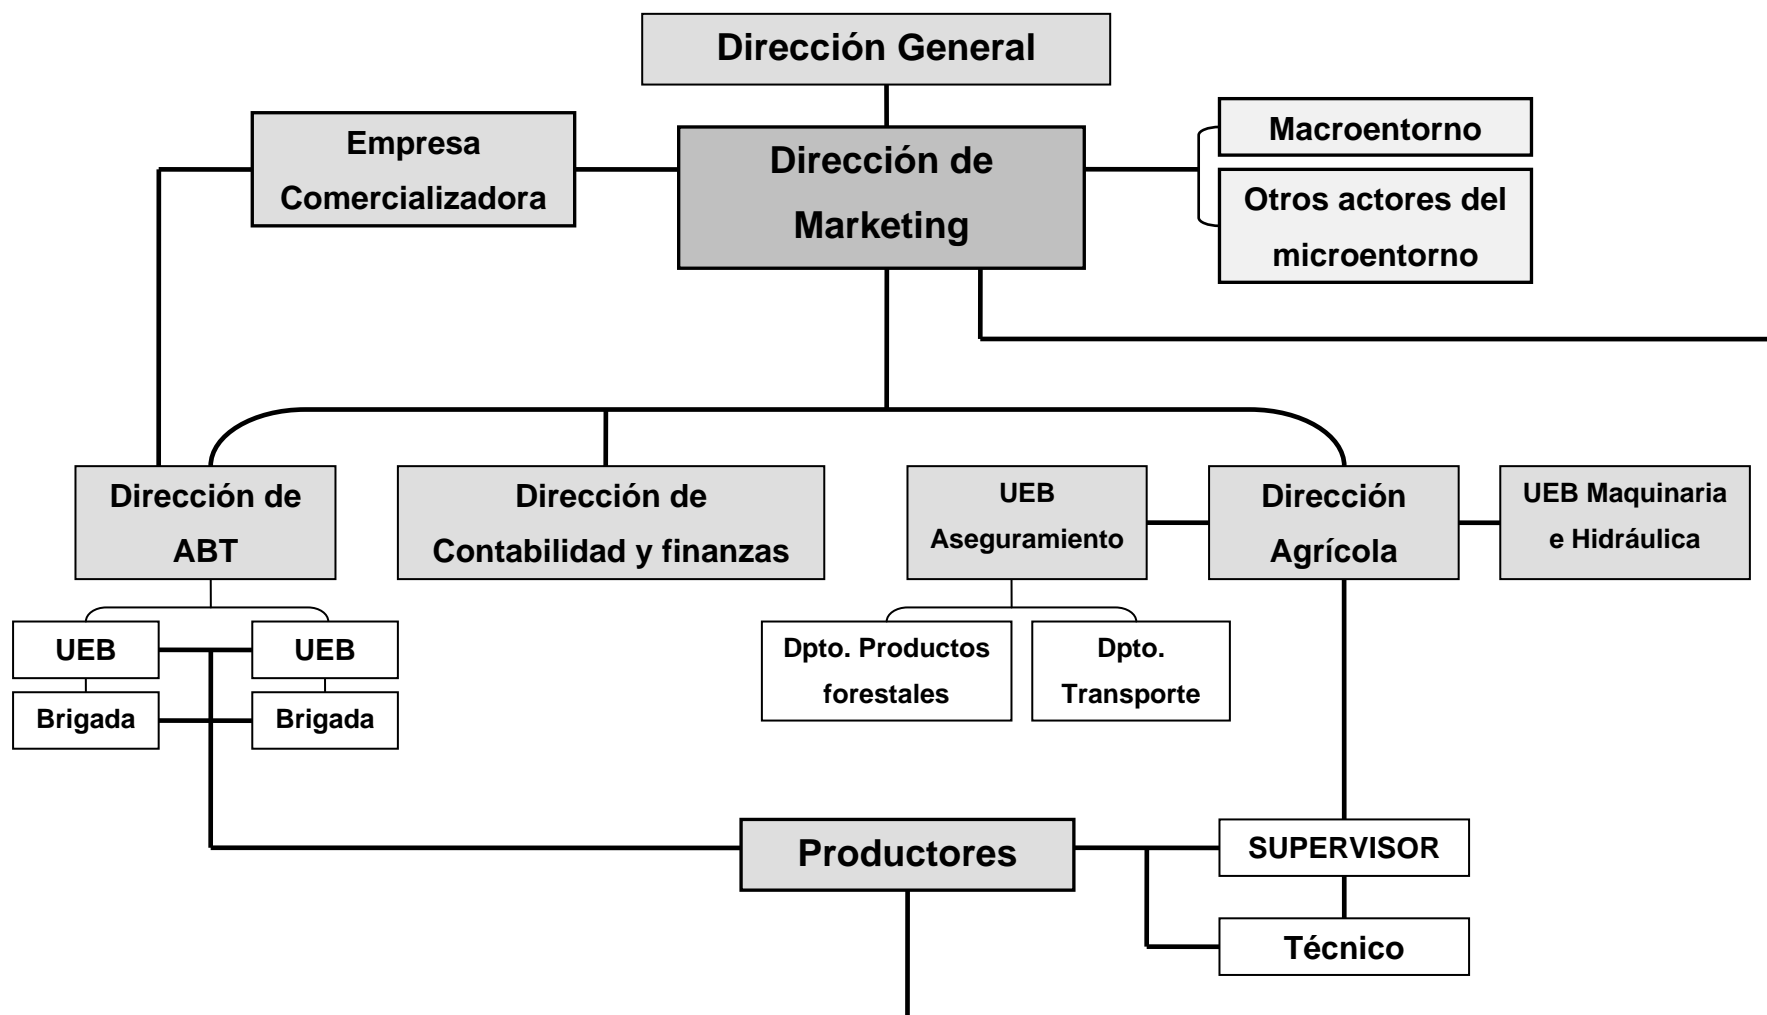 Dirección General
Empresa
Comercializadora
Dirección de
Marketing
Macroentorno
Otros actores del
microentorno
Dirección de
ABT
Dirección de
Contabilidad y finanzas
UEB
Aseguramiento
Dirección
Agrícola
UEB Maquinaria
e Hidráulica
UEB
UEB
Dpto. Productos
forestales
Dpto.
Transporte
Brigada
Brigada
Productores
SUPERVISOR
Técnico